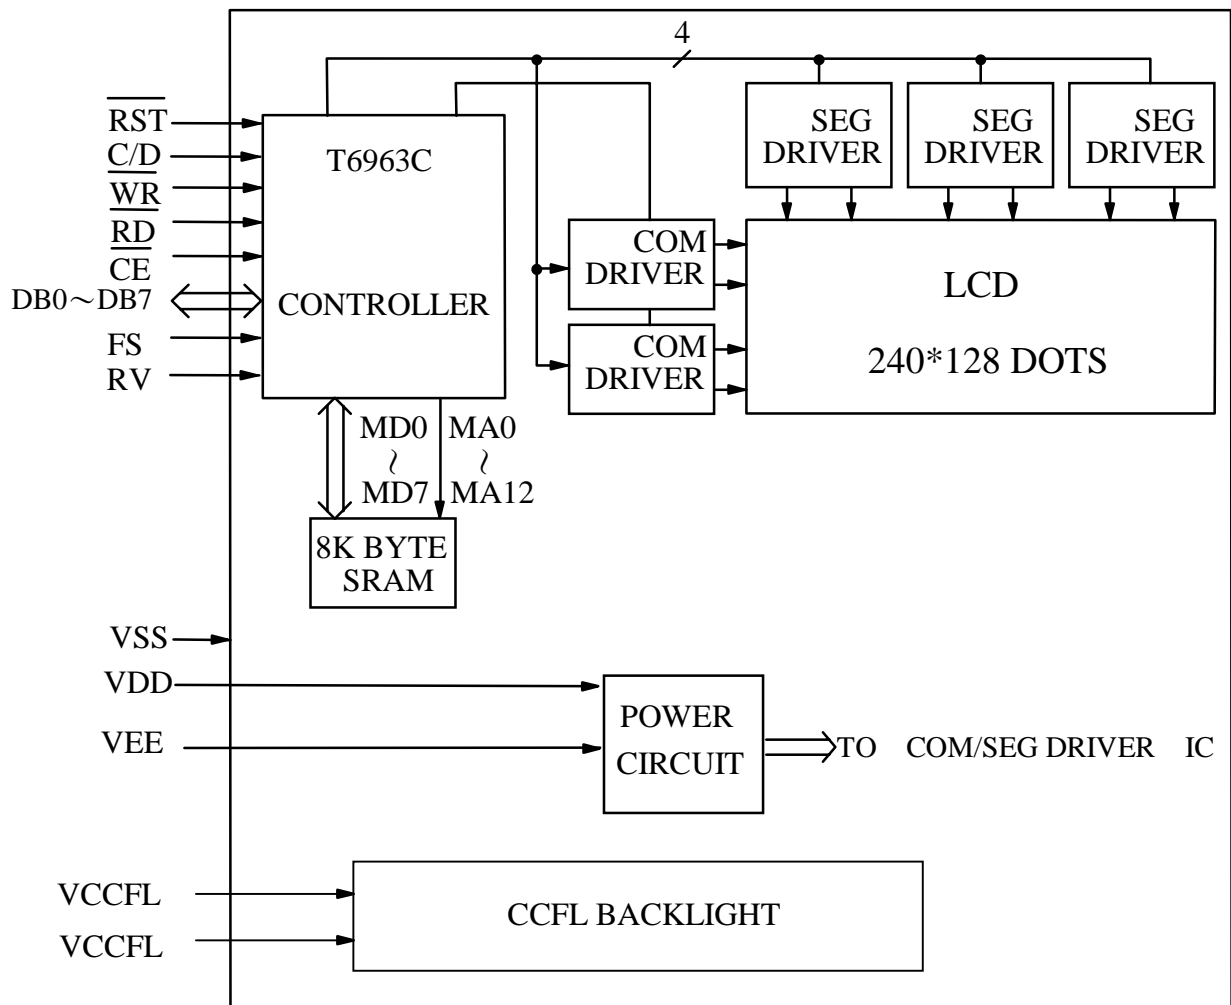 4
RST
C/D
WR
RD
CE
DB0～DB7
FS
RV
T6963C
CONTROLLER
SEG
DRIVER
SEG
DRIVER
SEG
DRIVER
COM
DRIVER
COM
DRIVER
LCD
240*128 DOTS
MD0
～
MD7
MA0
～
MA12
8K BYTE
SRAM
VSS
VDD
VEE
POWER
CIRCUIT
TO COM/SEG DRIVER IC
VCCFL
VCCFL
CCFL BACKLIGHT